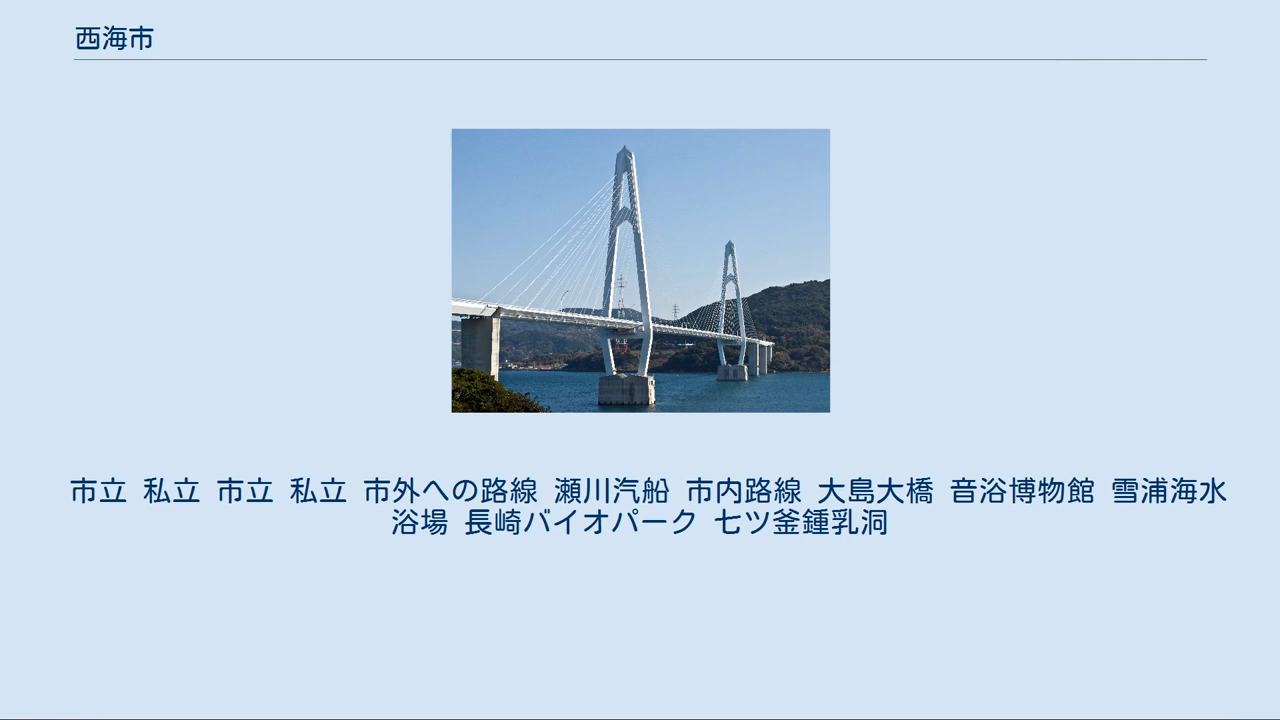 西海市
市立 私立 市立 私立 市外への路線 瀬川汽船 市内路線 大島大橋 音浴博物館 雪浦海水
浴場 長崎バイオパーク 七ツ釜鍾乳洞